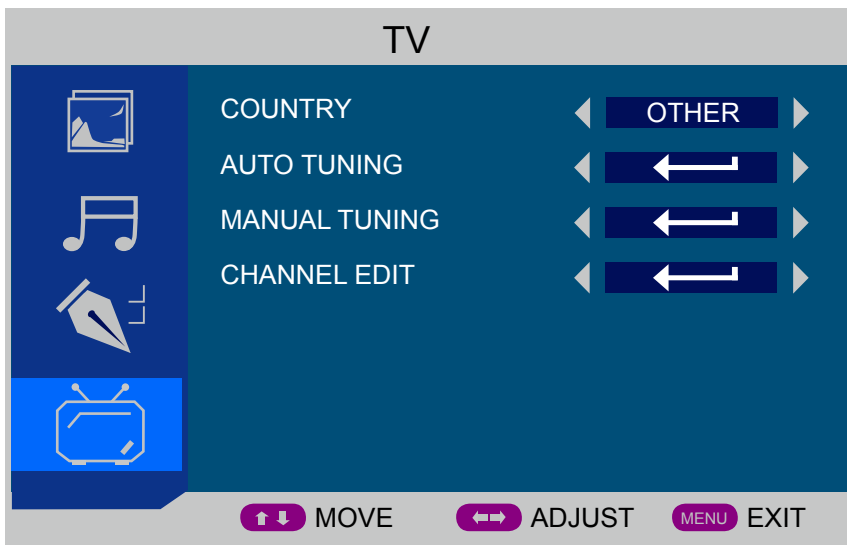 TV
COUNTRY OTHER
AUTO TUNING
MANUAL TUNING
CHANNEL EDIT
MOVE ADJUST MENU EXIT